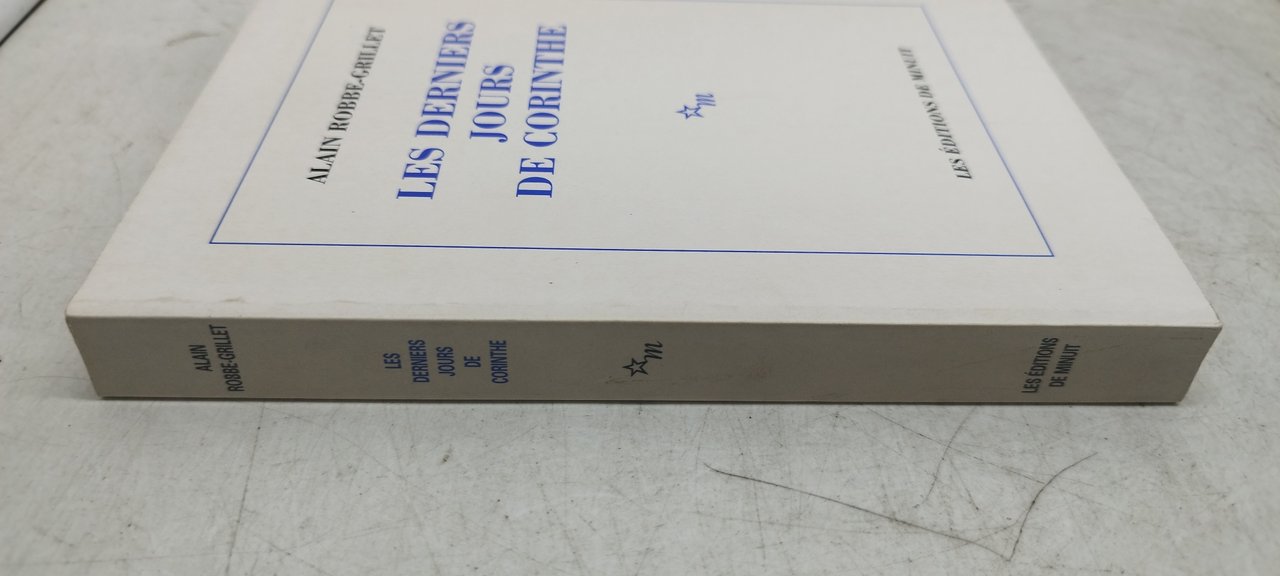 ALAIN ROBBE-GRILLET
LES DERNIERS
JOURS
DE CORINTHE
m
LES ÉDITIONS DE MINUIT
ALAIN
ROBBE-GRILLET
LES
DERNIERS
JOURS
DE
CORINTHE
m
LES ÉDITIONS
DE MINUIT